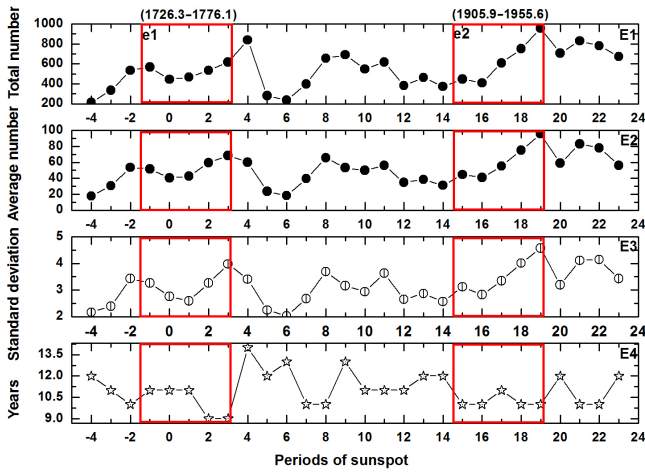 (1726.3–1776.1) (1905.9–1955.6)
Total number
1000
800
600
400
200
e1 e2 E1
-4 -2 0 2 4 6 8 10 12 14 16 18 20 22 24
Average number
100
80
60
40
20
0
E2
-4 -2 0 2 4 6 8 10 12 14 16 18 20 22 24
Standard deviation
5
4
3
2
E3
-4 -2 0 2 4 6 8 10 12 14 16 18 20 22 24
Years
13.5
12.0
10.5
9.0
E4
-4 -2 0 2 4 6 8 10 12 14 16 18 20 22 24
Periods of sunspot